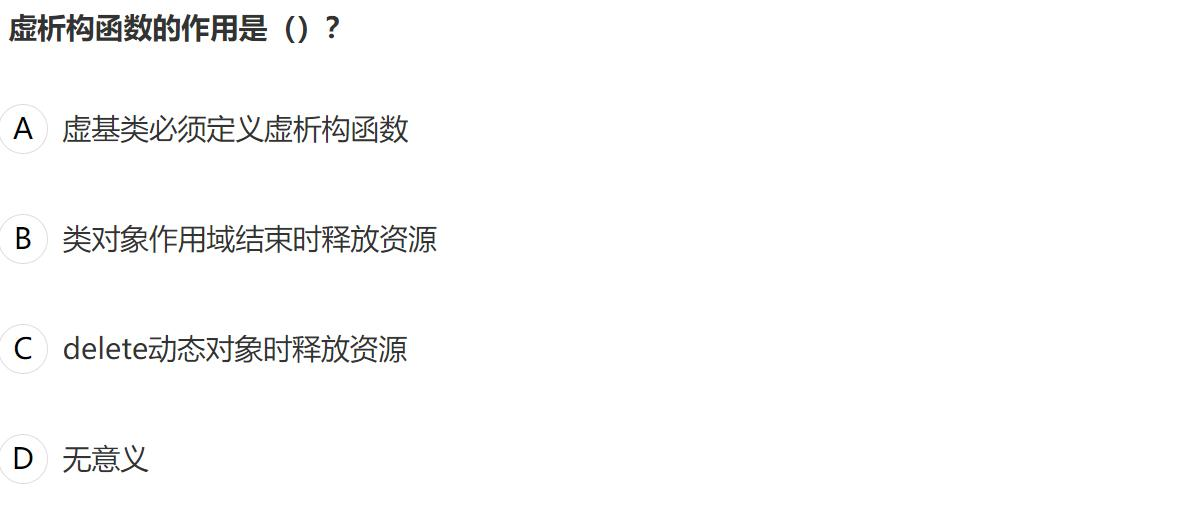 虚析构函数的作用是（）？
A 虚基类必须定义虚析构函数
B 类对象作用域结束时释放资源
C delete动态对象时释放资源
D 无意义